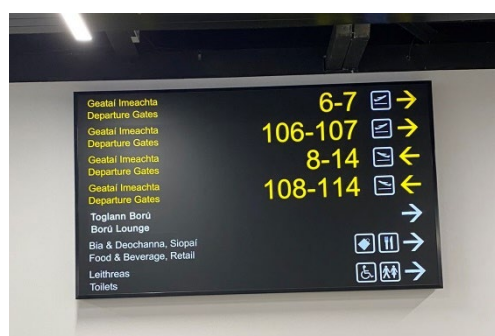 Geataí Imeachta
Departure Gates 6-7 →
Geataí Imeachta
Departure Gates 106-107 →
Geataí Imeachta
Departure Gates 8-14 ←
Geataí Imeachta
Departure Gates 108-114 ←
Toglann Ború
Ború Lounge →
Bia & Deochanna, Siopaí
Food & Beverage, Retail →
Leithreas
Toilets →